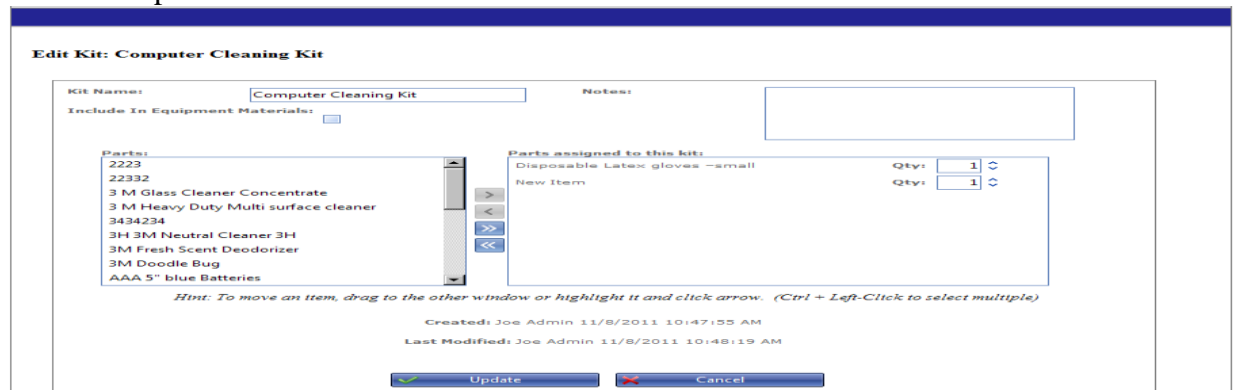 Edit Kit: Computer Cleaning Kit
Kit Name: Computer Cleaning Kit Notes:
Include In Equipment Materials:
Parts: Parts assigned to this kit:
2223
22332
3 M Glass Cleaner Concentrate
3 M Heavy Duty Multi surface cleaner
3434234
3H 3M Neutral Cleaner 3H
3M Fresh Scent Deodorizer
3M Doodle Bug
AAA 5" blue Batteries
Disposable Latex gloves -small Qty: 1
New Item Qty: 1
>
<
>>
<<
Hint: To move an item, drag to the other window or highlight it and click arrow. (Ctrl + Left-Click to select multiple)
Created: Joe Admin 11/8/2011 10:47:55 AM
Last Modified: Joe Admin 11/8/2011 10:48:19 AM
Update Cancel